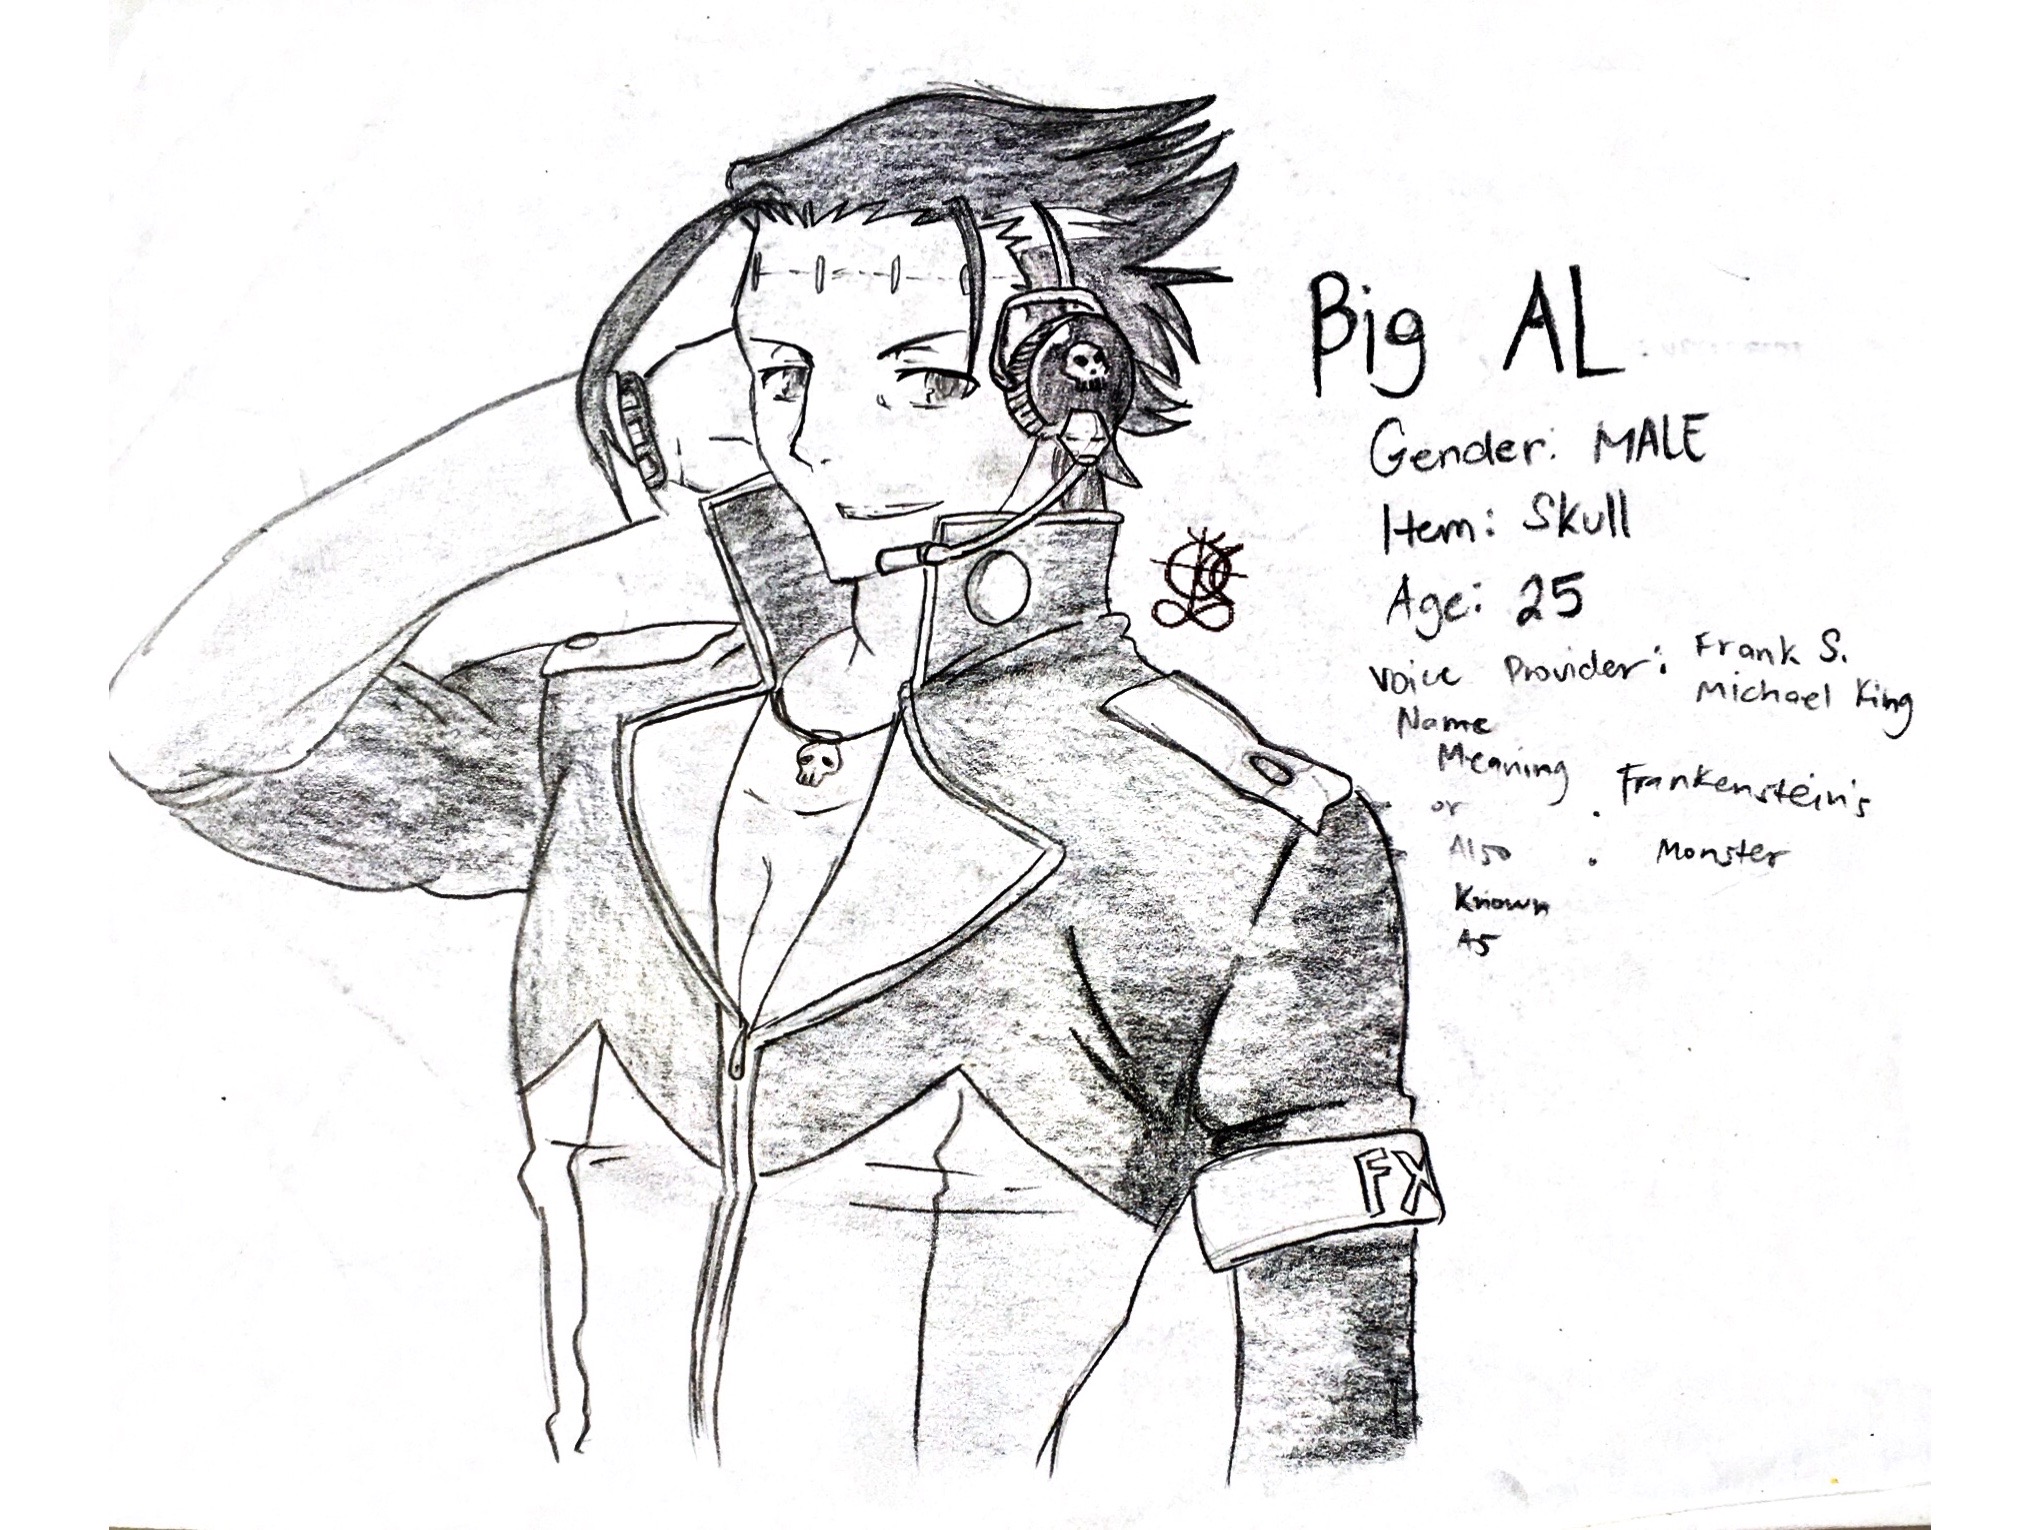 Big AL
Gender: MALE
Item: Skull
Age: 25
Voice Provider: Frank S.
Michael King
Name
Meaning : Frankenstein's
or
Also : Monster
Known
As
FX